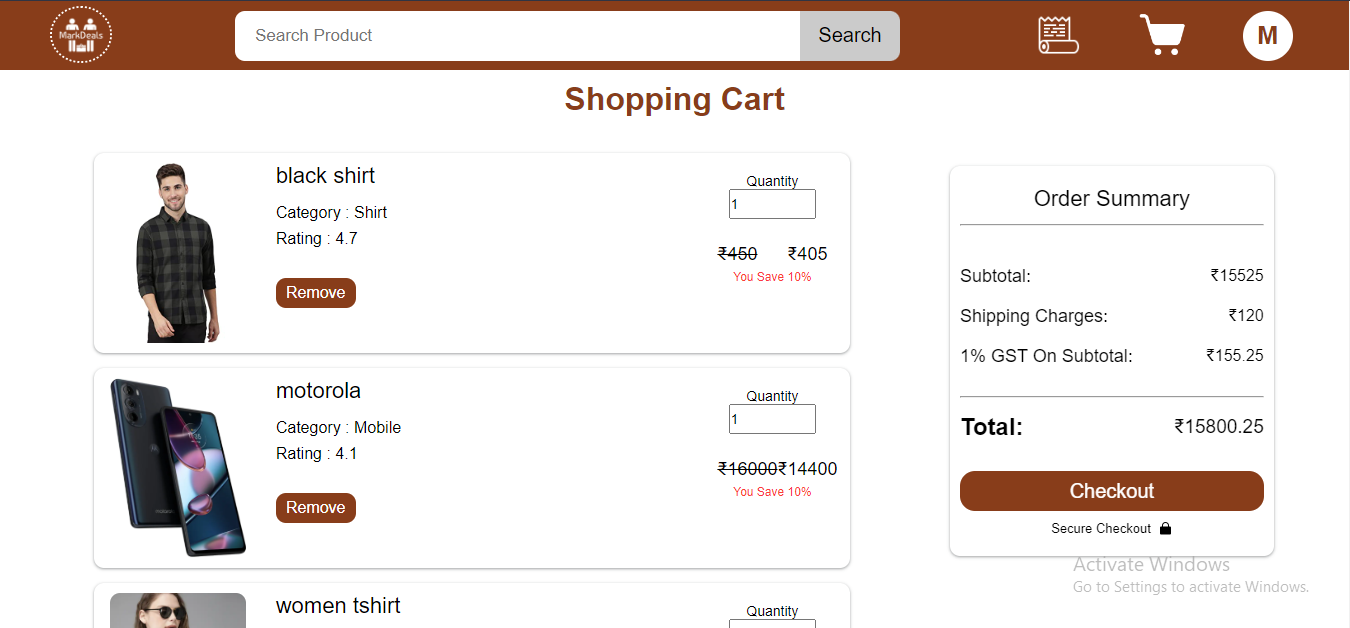 MarkDeals
Search Product
Search
M
Shopping Cart
black shirt
Category : Shirt
Rating : 4.7
Remove
Quantity
1
₹450 ₹405
You Save 10%
motorola
Category : Mobile
Rating : 4.1
Remove
Quantity
1
₹16000₹14400
You Save 10%
women tshirt
Quantity
Order Summary
Subtotal: ₹15525
Shipping Charges: ₹120
1% GST On Subtotal: ₹155.25
Total: ₹15800.25
Checkout
Secure Checkout
Activate Windows
Go to Settings to activate Windows.